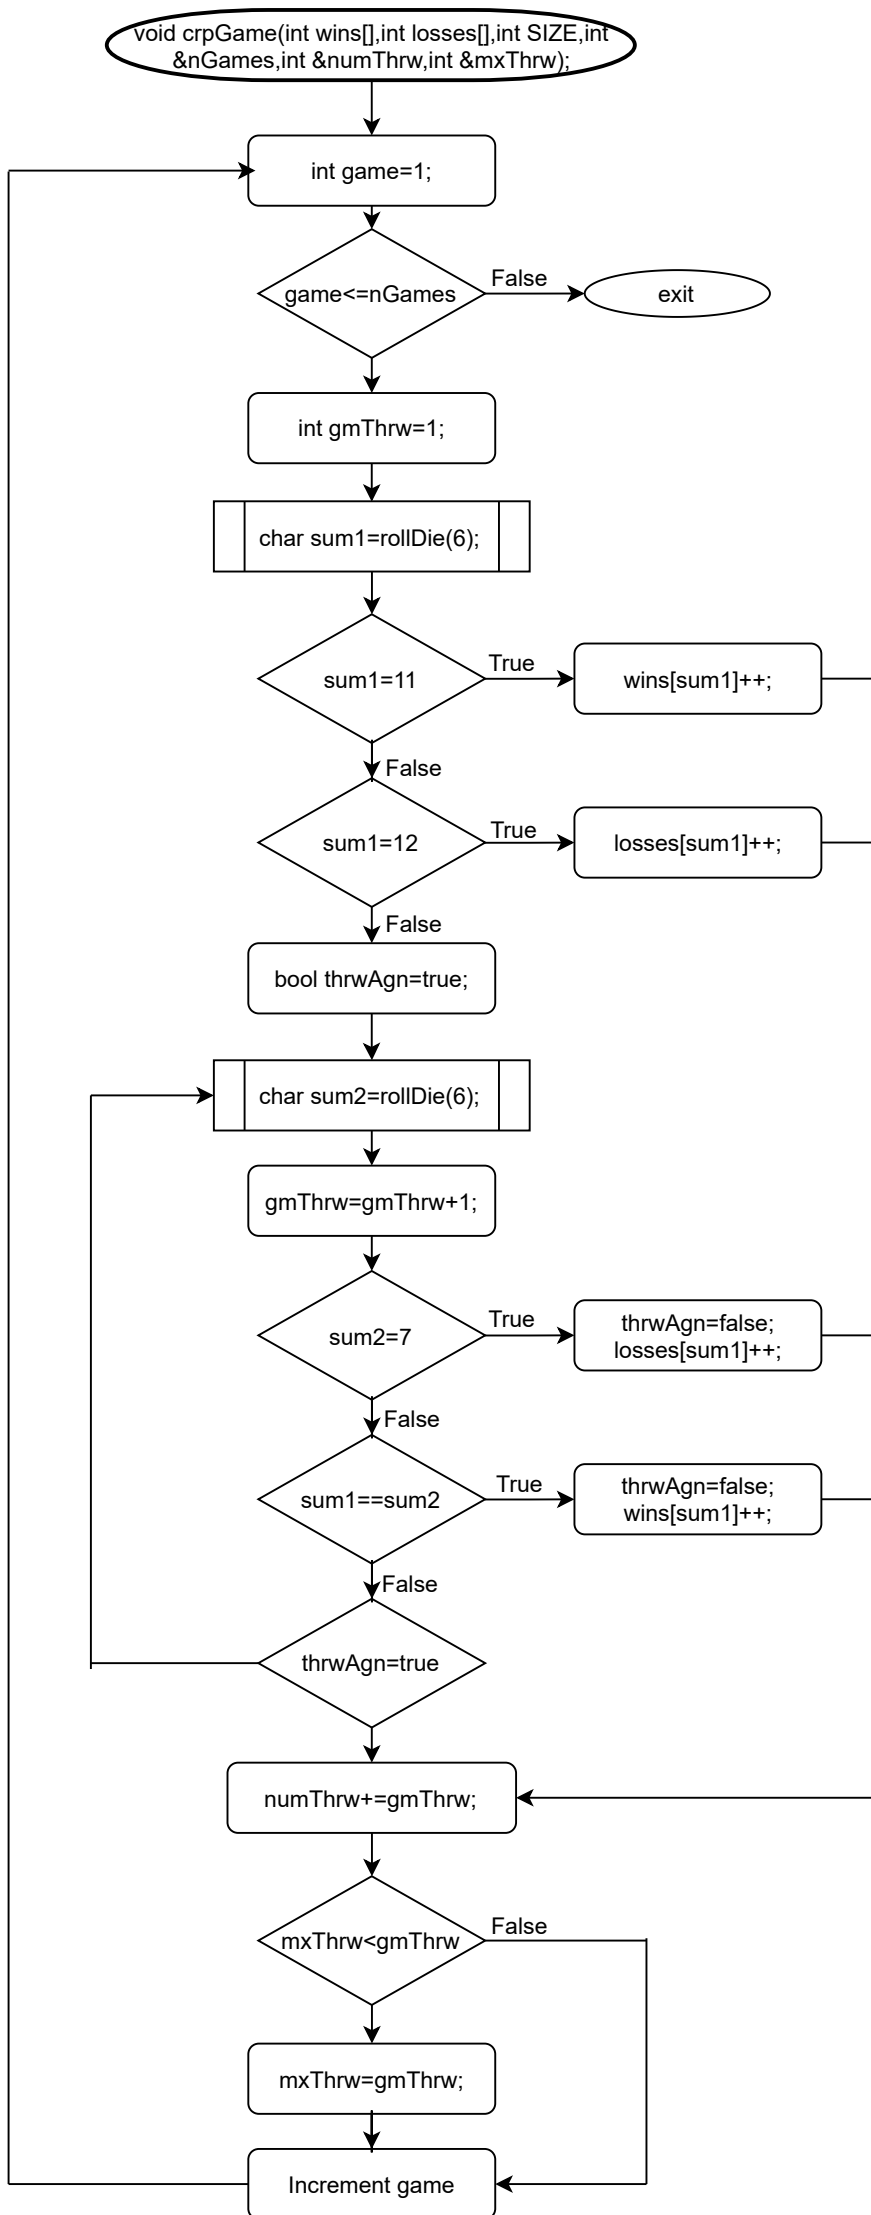 void crpGame(int wins[],int losses[],int SIZE,int
&nGames,int &numThrw,int &mxThrw);
int game=1;
game<=nGames
False
exit
int gmThrw=1;
char sum1=rollDie(6);
sum1=11
True
wins[sum1]++;
False
sum1=12
True
losses[sum1]++;
False
bool thrwAgn=true;
char sum2=rollDie(6);
gmThrw=gmThrw+1;
sum2=7
True
thrwAgn=false;
losses[sum1]++;
False
sum1==sum2
True
thrwAgn=false;
wins[sum1]++;
False
thrwAgn=true
numThrw+=gmThrw;
mxThrw<gmThrw
False
mxThrw=gmThrw;
Increment game